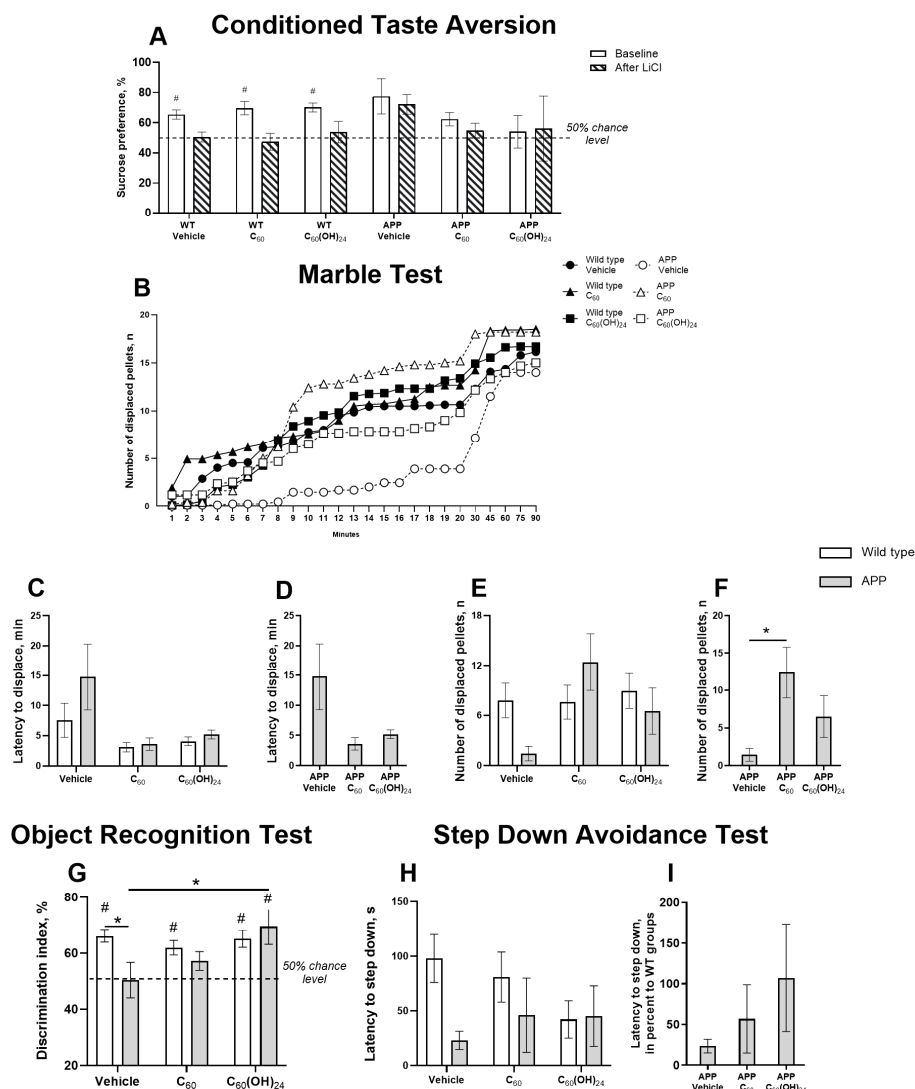 Conditioned Taste Aversion
A
Baseline
After LiCl
Sucrose preference, %
100
80
60
40
20
0
# # #
50% chance
level
WT
Vehicle
WT
C60
WT
C60(OH)24
APP
Vehicle
APP
C60
APP
C60(OH)24
Marble Test
B
Wild type
Vehicle
APP
Vehicle
Wild type
C60
APP
C60
Wild type
C60(OH)24
APP
C60(OH)24
Number of displaced pellets, n
20
15
10
5
0
1 2 3 4 5 6 7 8 9 10 11 12 13 14 15 16 17 18 19 20 30 45 60 75 90
Minutes
Wild type
APP
C
Latency to displace, min
25
20
15
10
5
0
Vehicle C60 C60(OH)24
D
Latency to displace, min
25
20
15
10
5
0
APP
Vehicle
APP
C60
APP
C60(OH)24
E
Number of displaced pellets, n
18
12
6
0
Vehicle C60 C60(OH)24
F
Number of displaced pellets, n
20
15
10
5
0
*
APP
Vehicle
APP
C60
APP
C60(OH)24
Object Recognition Test
G
Discrimination index, %
80
60
40
20
*
# * # # #
50% chance
level
Vehicle C60 C60(OH)24
Step Down Avoidance Test
H
Latency to step down, s
150
100
50
0
Vehicle C60 C60(OH)24
I
Latency to step down,
in percent to WT groups
200
150
100
50
0
APP
Vehicle
APP
C60
APP
C60(OH)24